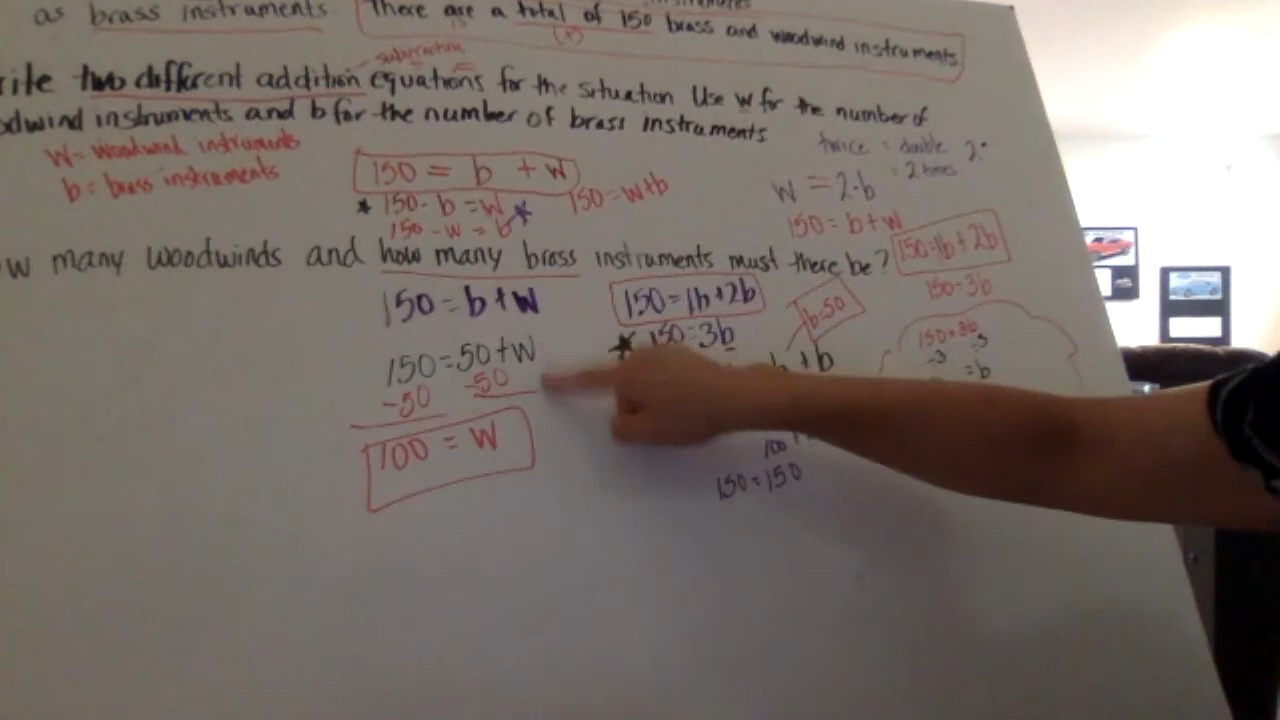 as brass instruments There are a total of 150 brass and woodwind instruments
(+)
subtraction
rite two different addition equations for the situation Use w for the number of
odwind instruments and b for the number of brass instruments
W = woodwind instruments
b = brass instruments
150 = b + w
150 - b = w
150 - w = b
150 = w+b
twice = double 2·
= 2 times
w = 2·b
150 = b+w
150=1b+2b
150=3b
w many woodwinds and how many brass instruments must there be?
150=b+w
150=50+w
-50 -50
100 = w
150=1b+2b
150=3b
b=50
+b
100
150=150
150=3b
÷3 ÷3
=b